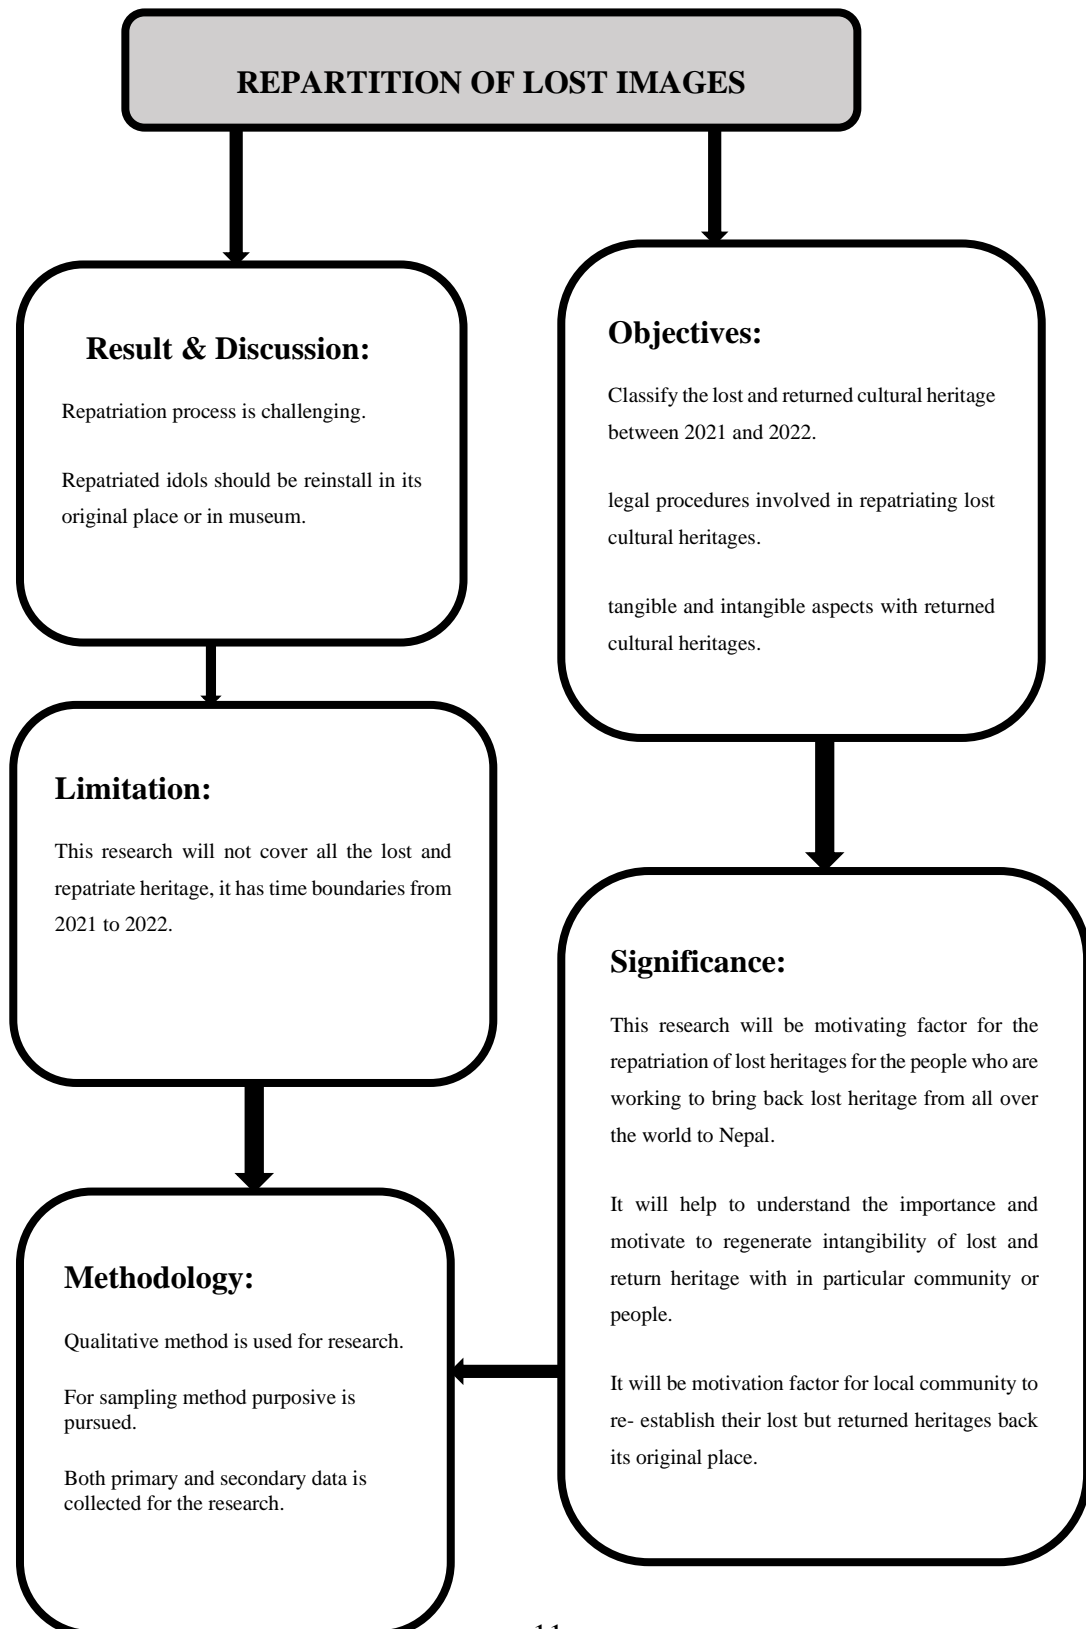 REPARTITION OF LOST IMAGES
Result & Discussion:
Repatriation process is challenging.
Repatriated idols should be reinstall in its
original place or in museum.
Objectives:
Classify the lost and returned cultural heritage
between 2021 and 2022.
legal procedures involved in repatriating lost
cultural heritages.
tangible and intangible aspects with returned
cultural heritages.
Limitation:
This research will not cover all the lost and
repatriate heritage, it has time boundaries from
2021 to 2022.
Significance:
This research will be motivating factor for the
repatriation of lost heritages for the people who are
working to bring back lost heritage from all over
the world to Nepal.
It will help to understand the importance and
motivate to regenerate intangibility of lost and
return heritage with in particular community or
people.
It will be motivation factor for local community to
re- establish their lost but returned heritages back
its original place.
Methodology:
Qualitative method is used for research.
For sampling method purposive is
pursued.
Both primary and secondary data is
collected for the research.
11